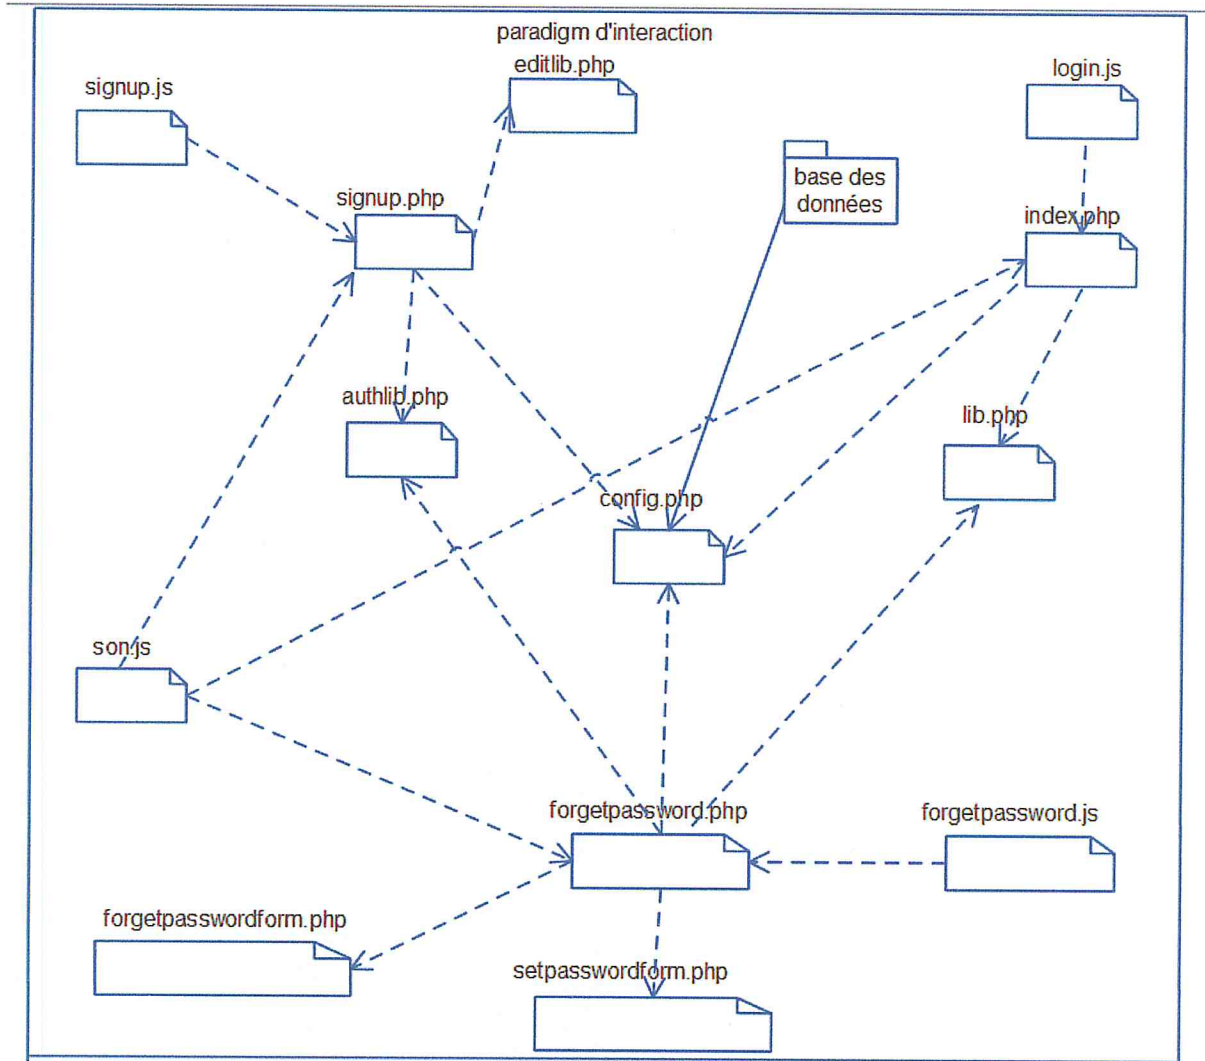 paradigm d'interaction
editlib.php
login.js
signup.js
base des
données
signup.php
index.php
authlib.php
lib.php
config.php
son.js
forgetpassword.php
forgetpassword.js
forgetpasswordform.php
setpasswordform.php